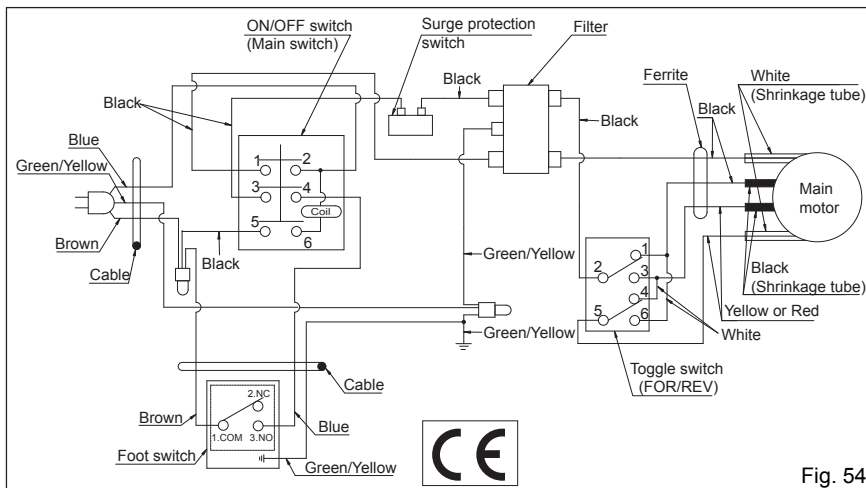 ON/OFF switch
(Main switch)
Surge protection
switch
Filter
Black
Ferrite
White
(Shrinkage tube)
Black
Black
Black
Blue
Green/Yellow
Brown
Cable
1
2
3
4
5
6
Coil
Black
Main
motor
Green/Yellow
Green/Yellow
1
2
3
4
5
6
Black
(Shrinkage tube)
Yellow or Red
White
Toggle switch
(FOR/REV)
Cable
Brown
2.NC
1.COM
3.NO
Blue
Foot switch
Green/Yellow
CE
Fig. 54